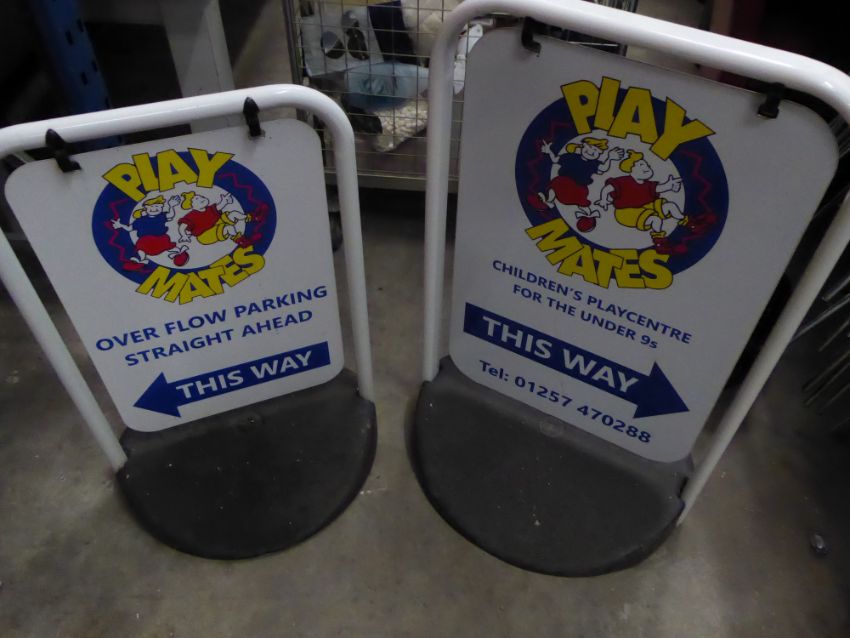 PLAY
MATES
OVER FLOW PARKING
STRAIGHT AHEAD
THIS WAY
PLAY
MATES
CHILDREN'S PLAYCENTRE
FOR THE UNDER 9s
THIS WAY
Tel: 01257 470288